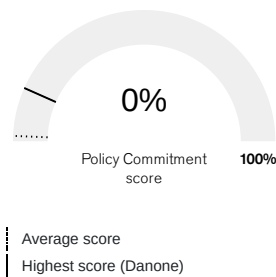 0%
Policy Commitment
score
100%
Average score
Highest score (Danone)